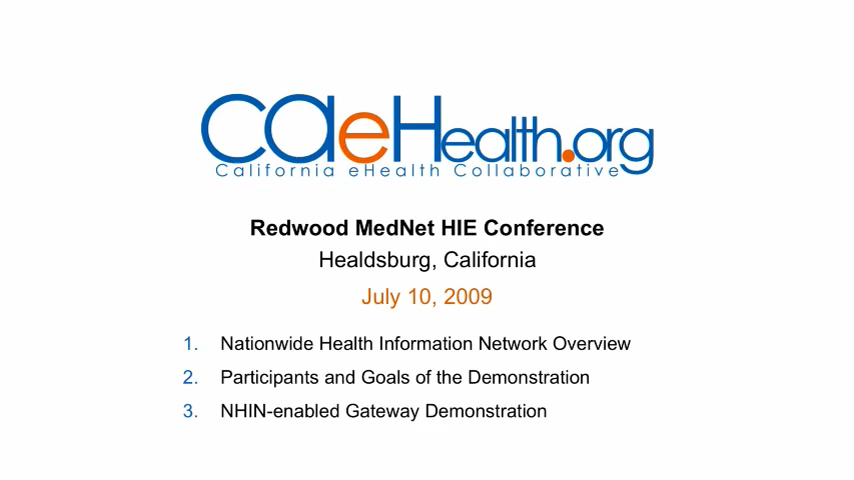 caeHealth.org
California eHealth Collaborative
Redwood MedNet HIE Conference
Healdsburg, California
July 10, 2009
1. Nationwide Health Information Network Overview
2. Participants and Goals of the Demonstration
3. NHIN-enabled Gateway Demonstration